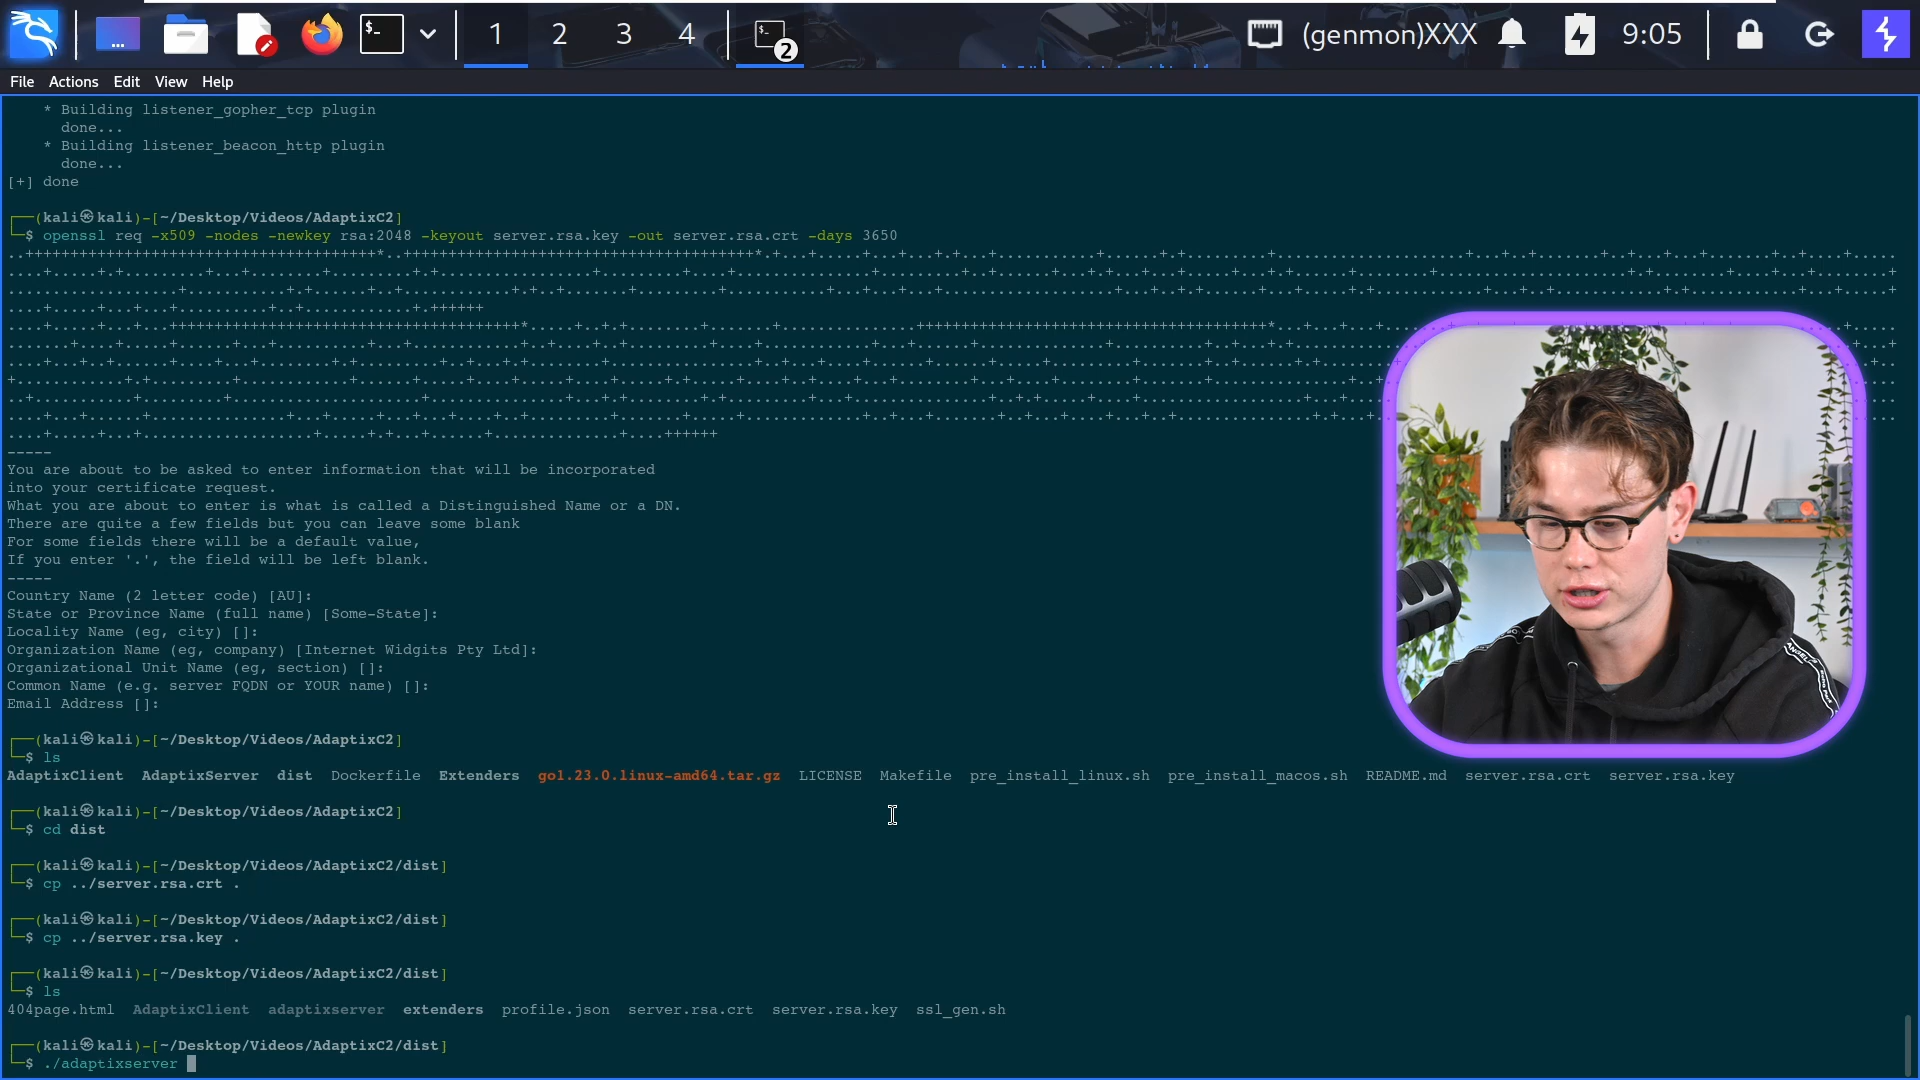 1 2 3 4 2 (genmon)XXX 9:05
File Actions Edit View Help
* Building listener_gopher_tcp plugin
done...
* Building listener_beacon_http plugin
done...
[+] done
┌──(kali㉿kali)-[~/Desktop/Videos/AdaptixC2]
└─$ openssl req -x509 -nodes -newkey rsa:2048 -keyout server.rsa.key -out server.rsa.crt -days 3650
-----
You are about to be asked to enter information that will be incorporated
into your certificate request.
What you are about to enter is what is called a Distinguished Name or a DN.
There are quite a few fields but you can leave some blank
For some fields there will be a default value,
If you enter '.', the field will be left blank.
-----
Country Name (2 letter code) [AU]:
State or Province Name (full name) [Some-State]:
Locality Name (eg, city) []:
Organization Name (eg, company) [Internet Widgits Pty Ltd]:
Organizational Unit Name (eg, section) []:
Common Name (e.g. server FQDN or YOUR name) []:
Email Address []:
┌──(kali㉿kali)-[~/Desktop/Videos/AdaptixC2]
└─$ ls
AdaptixClient AdaptixServer dist Dockerfile Extenders go1.23.0.linux-amd64.tar.gz LICENSE Makefile pre_install_linux.sh pre_install_macos.sh README.md server.rsa.crt server.rsa.key
┌──(kali㉿kali)-[~/Desktop/Videos/AdaptixC2]
└─$ cd dist
┌──(kali㉿kali)-[~/Desktop/Videos/AdaptixC2/dist]
└─$ cp ../server.rsa.crt .
┌──(kali㉿kali)-[~/Desktop/Videos/AdaptixC2/dist]
└─$ cp ../server.rsa.key .
┌──(kali㉿kali)-[~/Desktop/Videos/AdaptixC2/dist]
└─$ ls
404page.html AdaptixClient adaptixserver extenders profile.json server.rsa.crt server.rsa.key ssl_gen.sh
┌──(kali㉿kali)-[~/Desktop/Videos/AdaptixC2/dist]
└─$ ./adaptixserver